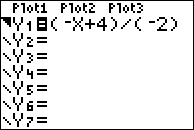 Plot1 Plot2 Plot3
\Y1=(-X+4)/(-2)
\Y2=
\Y3=
\Y4=
\Y5=
\Y6=
\Y7=